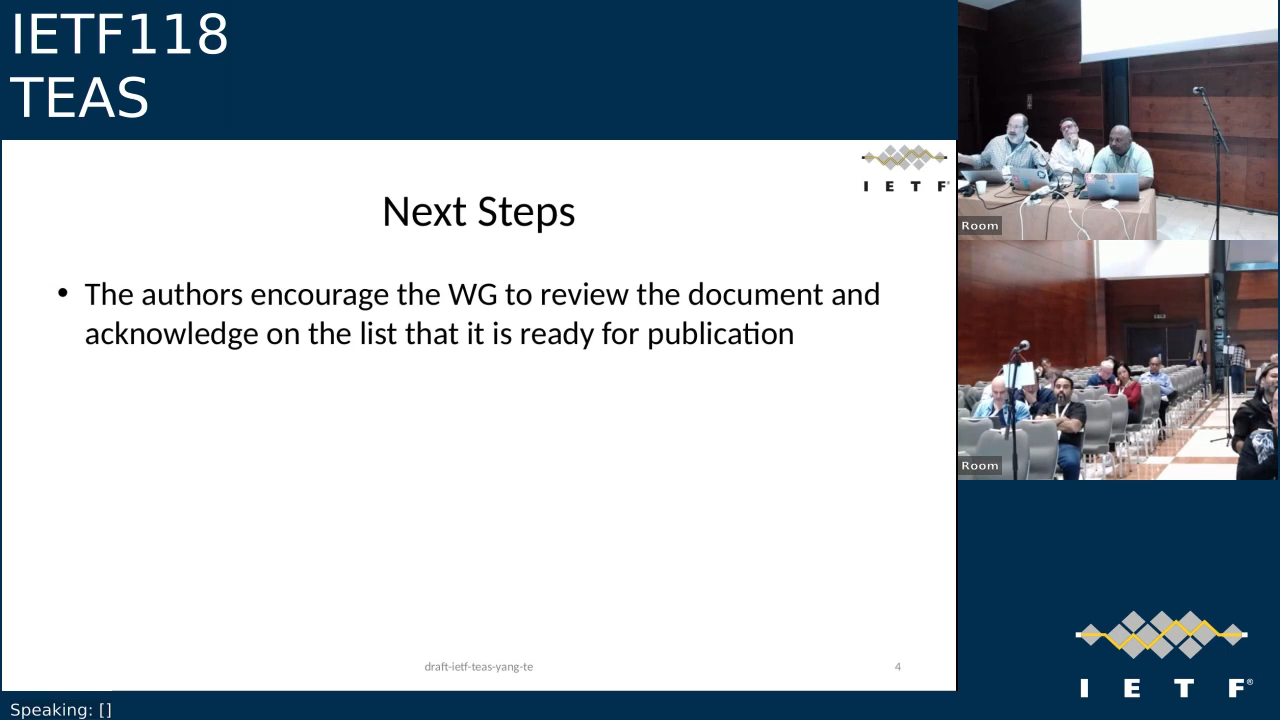 IETF118
TEAS
I E T F
Next Steps
• The authors encourage the WG to review the document and
acknowledge on the list that it is ready for publication
draft-ietf-teas-yang-te
4
Room
Room
I E T F®
Speaking: []